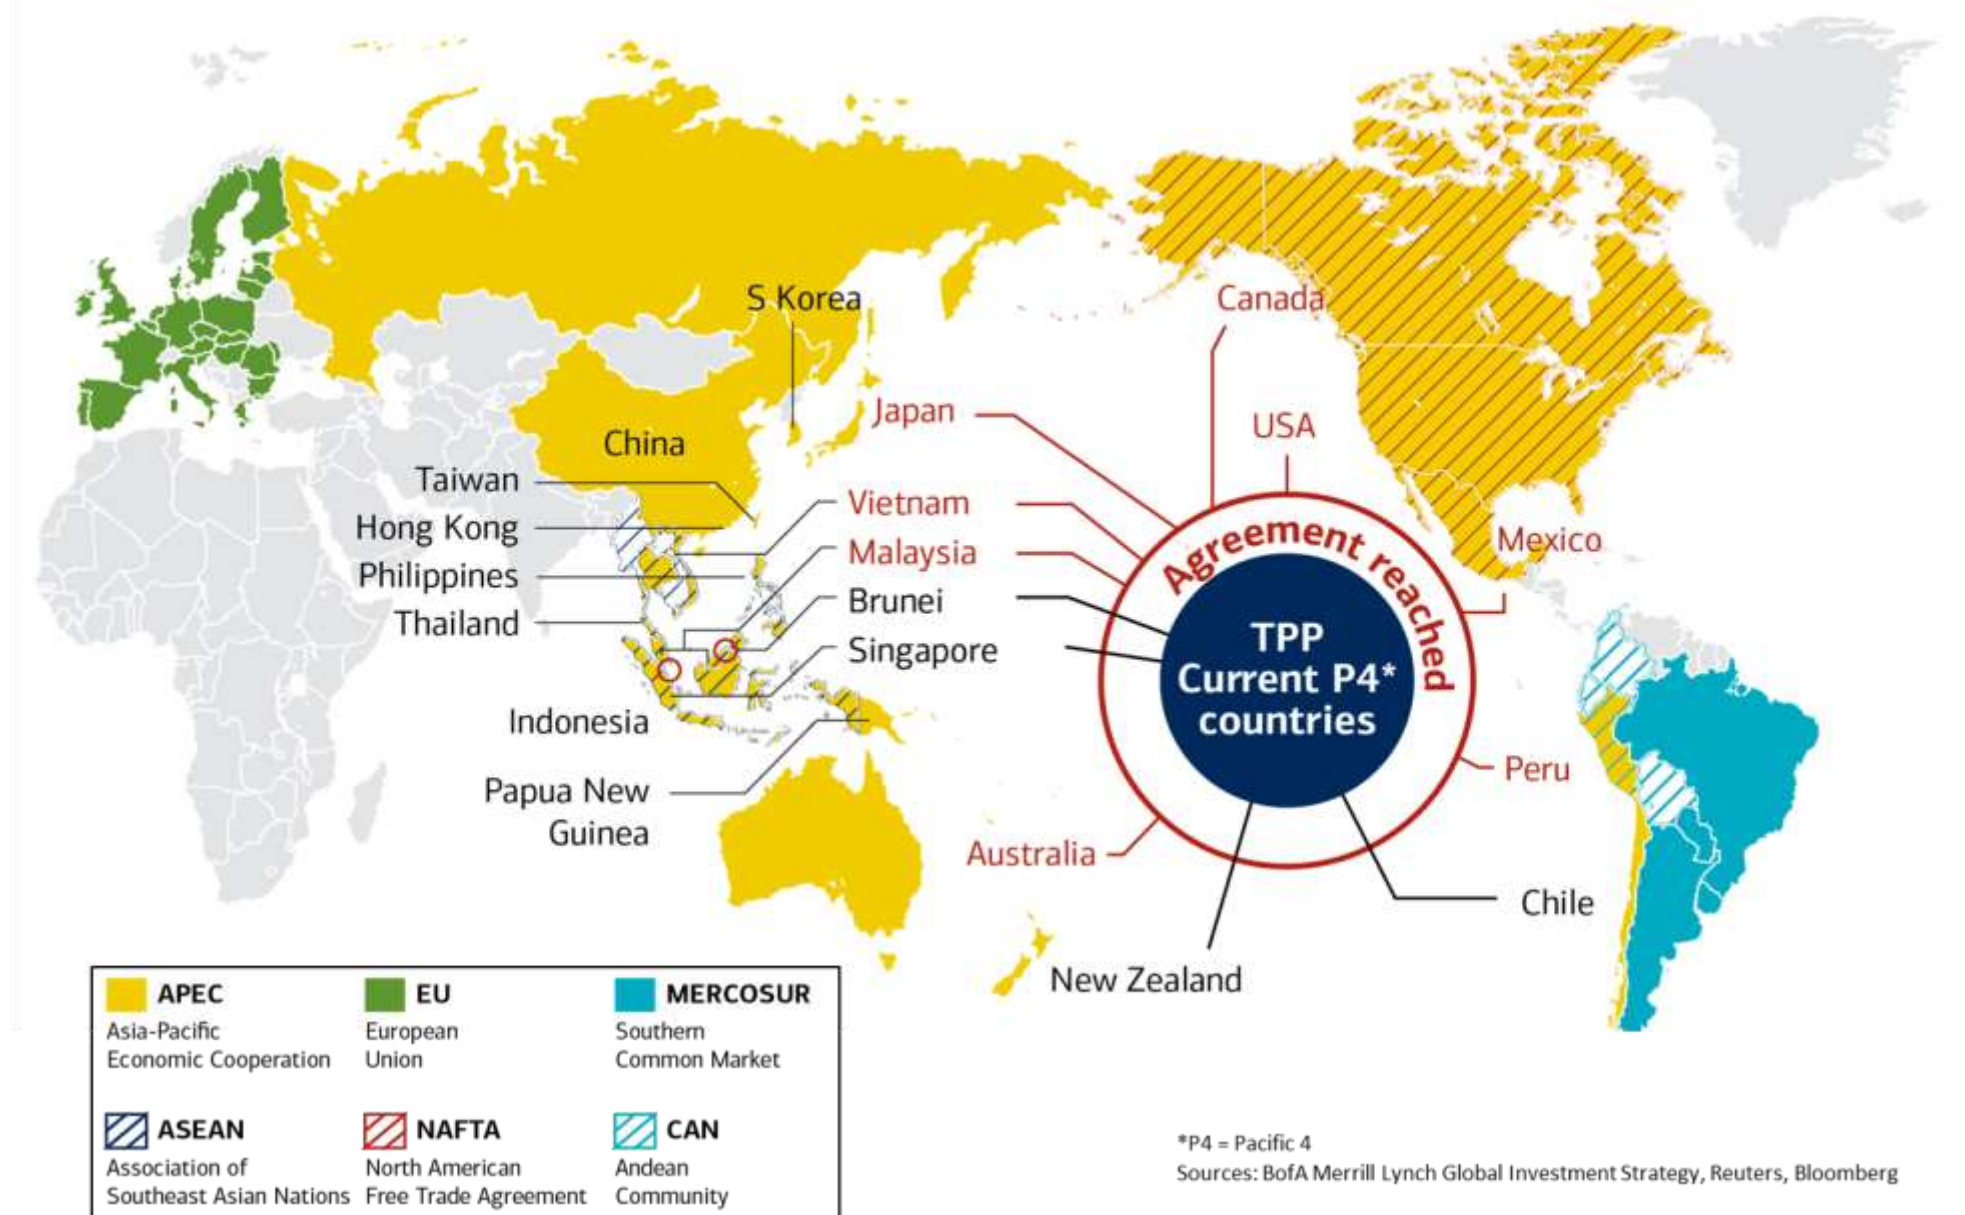 S Korea
Canada
Japan
USA
China
Taiwan
Vietnam
Hong Kong
Mexico
Malaysia
Philippines
Brunei
Thailand
Singapore
Agreement reached
TPP
Current P4*
countries
Indonesia
Peru
Papua New
Guinea
Australia
Chile
New Zealand
APEC
Asia-Pacific
Economic Cooperation
EU
European
Union
MERCOSUR
Southern
Common Market
ASEAN
Association of
Southeast Asian Nations
NAFTA
North American
Free Trade Agreement
CAN
Andean
Community
*P4 = Pacific 4
Sources: BofA Merrill Lynch Global Investment Strategy, Reuters, Bloomberg